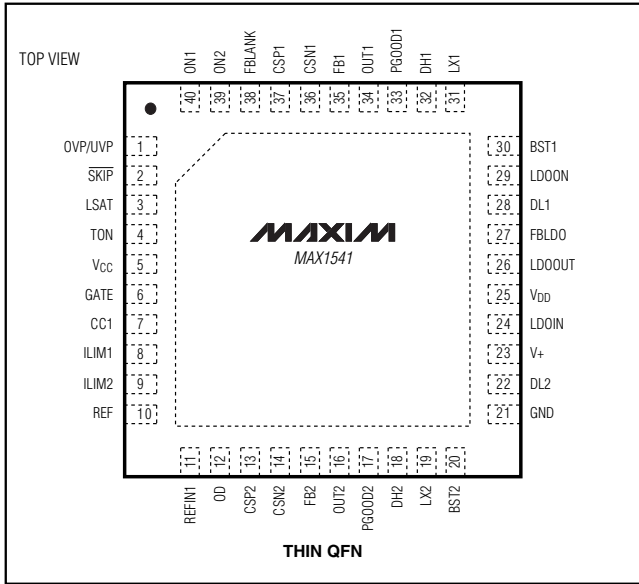 TOP VIEW
ON1
ON2
FBLANK
CSP1
CSN1
FB1
OUT1
PGOOD1
DH1
LX1
40
39
38
37
36
35
34
33
32
31
OVP/UVP 1
SKIP 2
LSAT 3
TON 4
VCC 5
GATE 6
CC1 7
ILIM1 8
ILIM2 9
REF 10
MAXIM
MAX1541
30 BST1
29 LDOON
28 DL1
27 FBLDO
26 LDOOUT
25 VDD
24 LDOIN
23 V+
22 DL2
21 GND
11
12
13
14
15
16
17
18
19
20
REFIN1
OD
CSP2
CSN2
FB2
OUT2
PGOOD2
DH2
LX2
BST2
THIN QFN